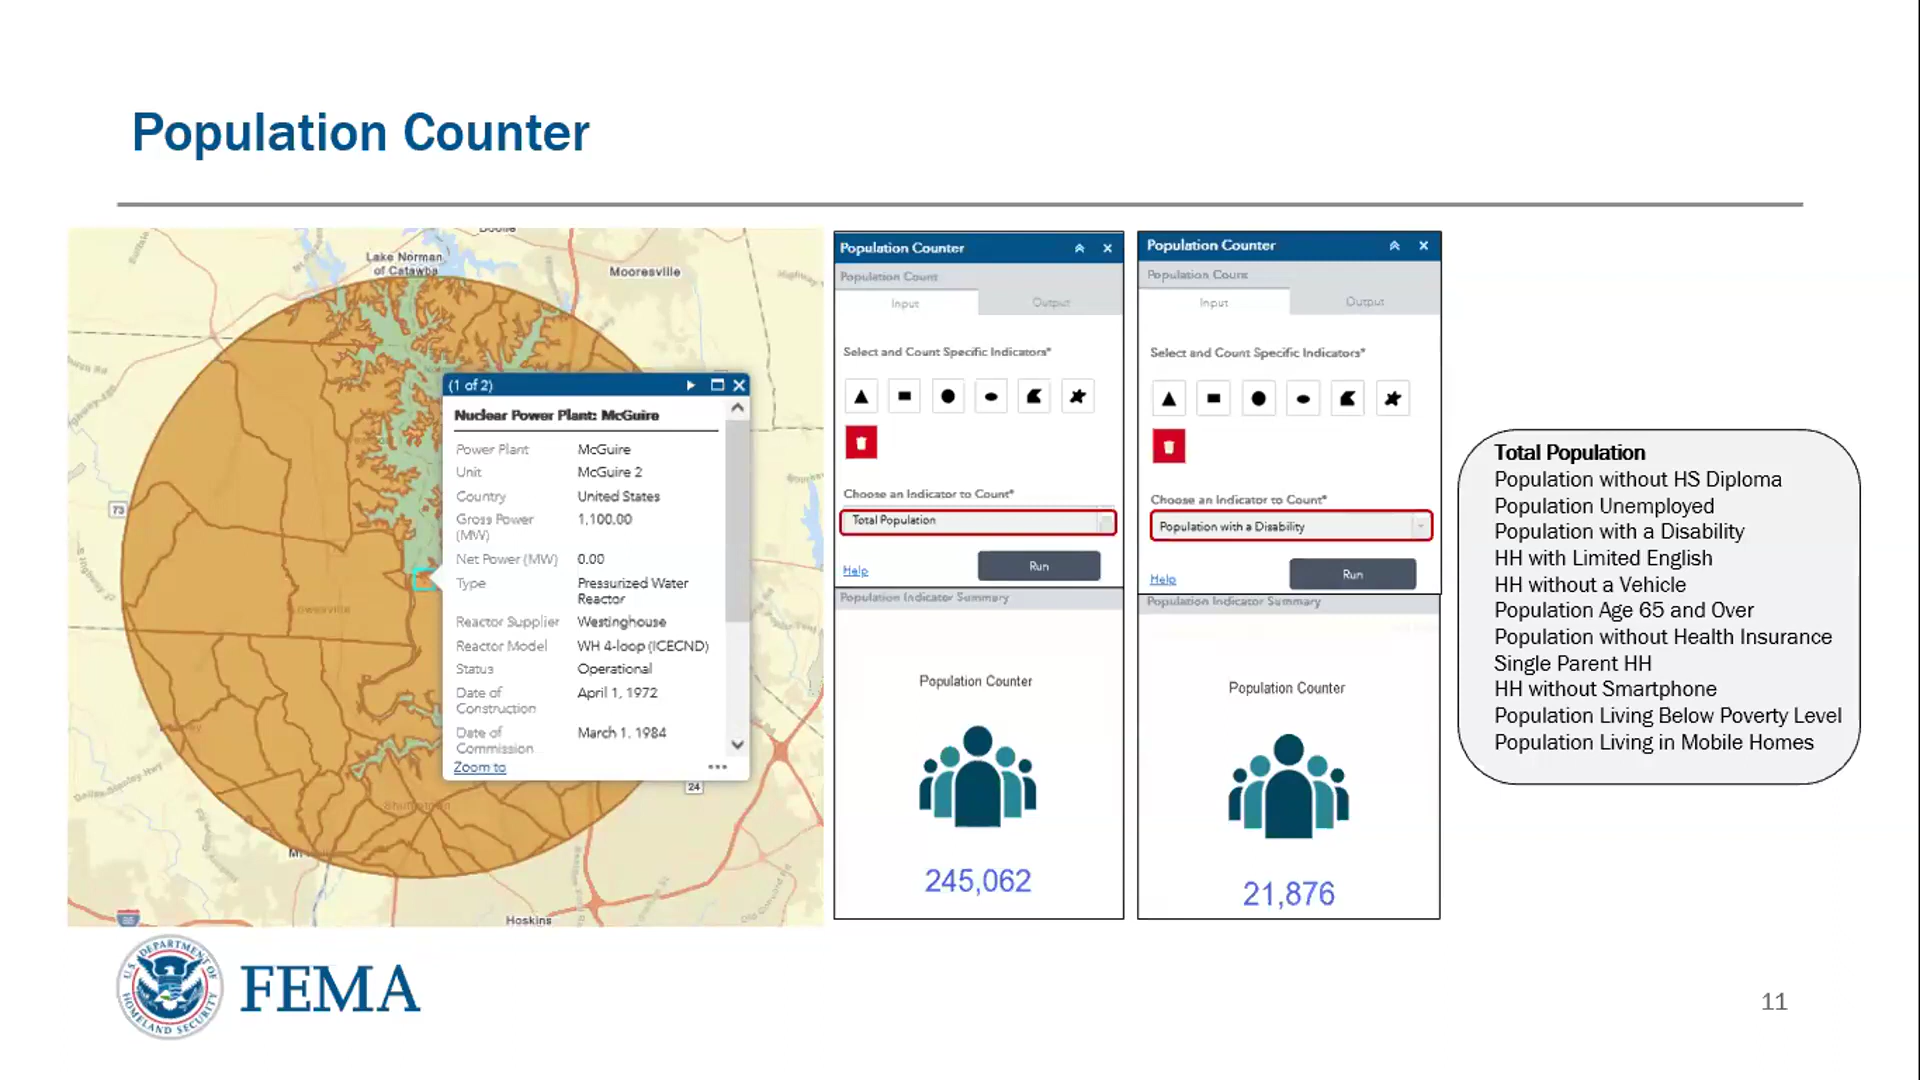 Population Counter
Doolie
Lake Norman
of Catawba
Mooresville
73
Lowesville
24
Hoskins
(1 of 2)
Nuclear Power Plant: McGuire
Power Plant McGuire
Unit McGuire 2
Country United States
Gross Power 1,100.00
(MW)
Net Power (MW) 0.00
Type Pressurized Water
Reactor
Reactor Supplier Westinghouse
Reactor Model WH 4-loop (ICECND)
Status Operational
Date of April 1, 1972
Construction
Date of March 1, 1984
Commission
Zoom to
Population Counter
Population Count
Input Output
Select and Count Specific Indicators*
Choose an Indicator to Count*
Total Population
Help Run
Population Indicator Summary
Population Counter
245,062
Population Counter
Population Count
Input Output
Select and Count Specific Indicators*
Choose an Indicator to Count*
Population with a Disability
Help Run
Population Indicator Summary
Population Counter
21,876
Total Population
Population without HS Diploma
Population Unemployed
Population with a Disability
HH with Limited English
HH without a Vehicle
Population Age 65 and Over
Population without Health Insurance
Single Parent HH
HH without Smartphone
Population Living Below Poverty Level
Population Living in Mobile Homes
U.S. DEPARTMENT OF
HOMELAND SECURITY
FEMA
11